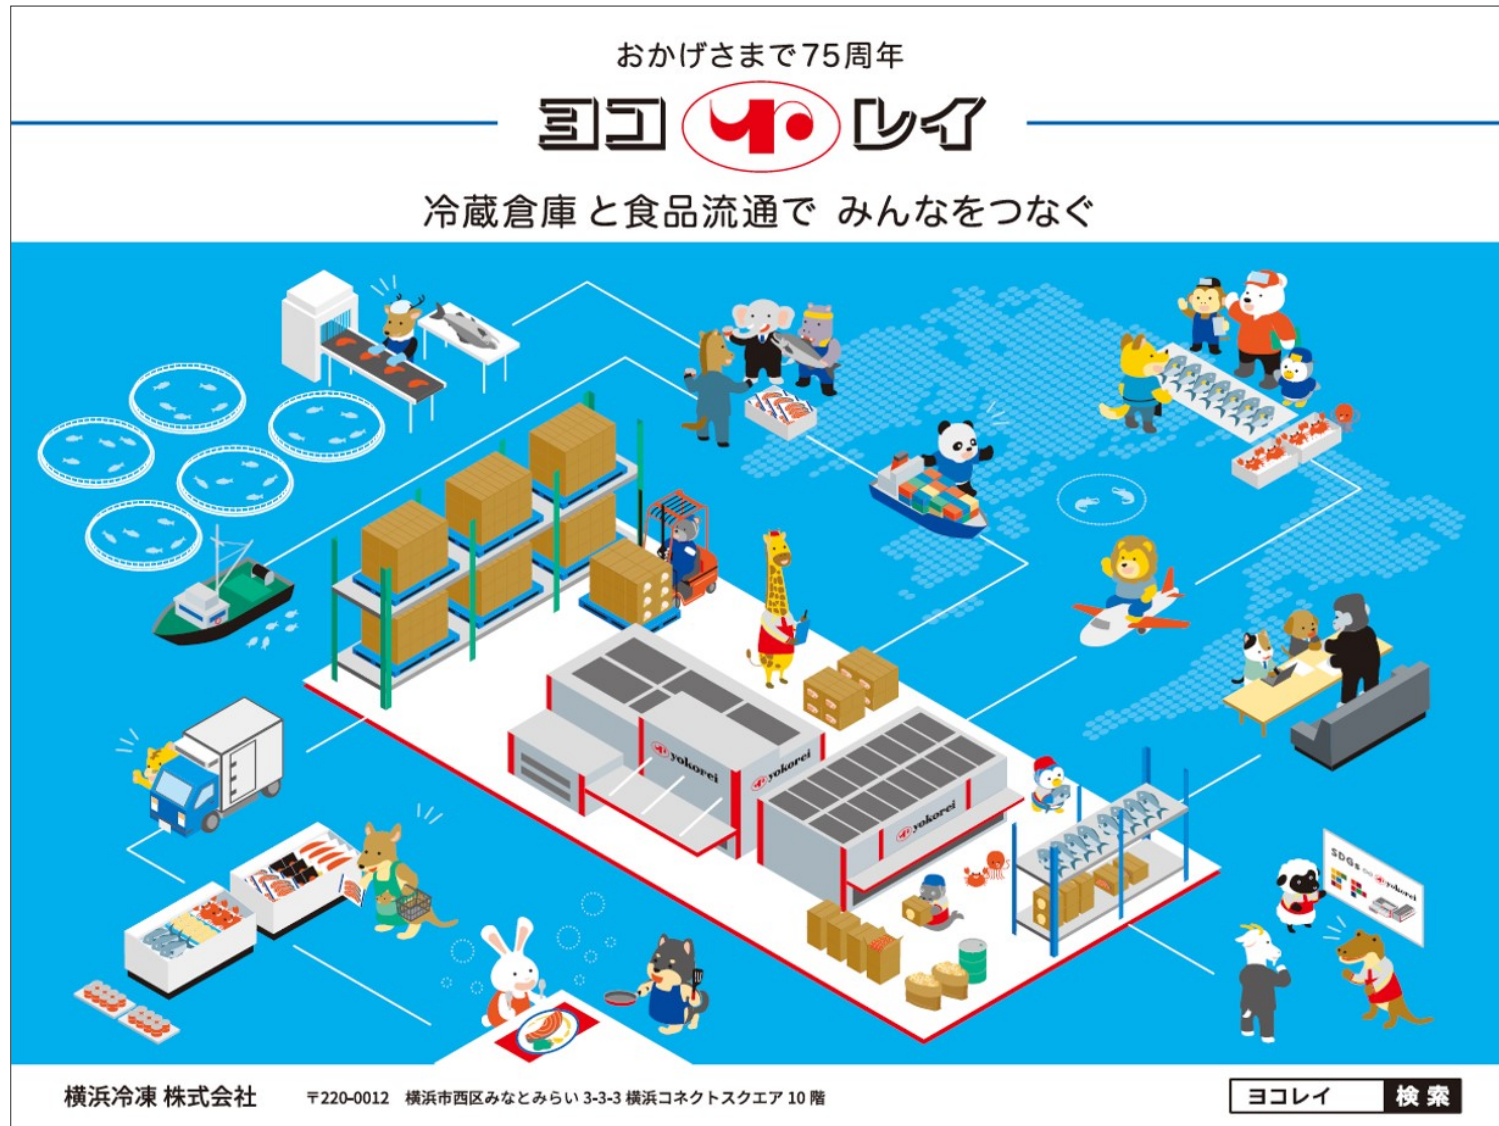 おかげさまで75周年
ヨコ レイ
冷蔵倉庫と食品流通で みんなをつなぐ
yokorei
yokorei
yokorei
SDGs yokorei
横浜冷凍 株式会社 〒220-0012 横浜市西区みなとみらい 3-3-3 横浜コネクトスクエア 10 階
ヨコレイ 検索